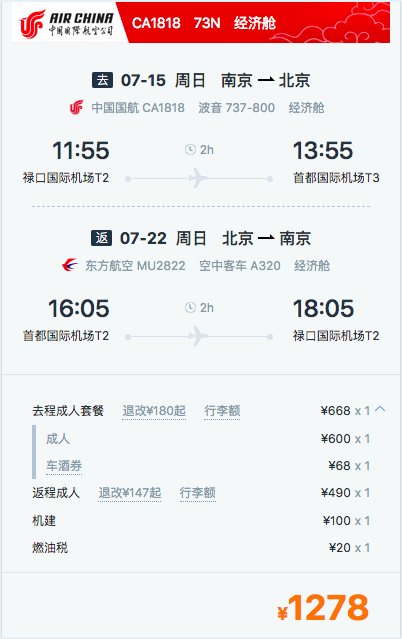 AIR CHINA
中国国际航空公司
CA1818 73N 经济舱
去 07-15 周日 南京 北京
中国国航 CA1818 波音 737-800 经济舱
11:55 2h 13:55
禄口国际机场T2 首都国际机场T3
返 07-22 周日 北京 南京
东方航空 MU2822 空中客车 A320 经济舱
16:05 2h 18:05
首都国际机场T2 禄口国际机场T2
去程成人套餐 退改¥180起 行李额 ¥668 x 1
成人 ¥600 x 1
车酒券 ¥68 x 1
返程成人 退改¥147起 行李额 ¥490 x 1
机建 ¥100 x 1
燃油税 ¥20 x 1
¥1278